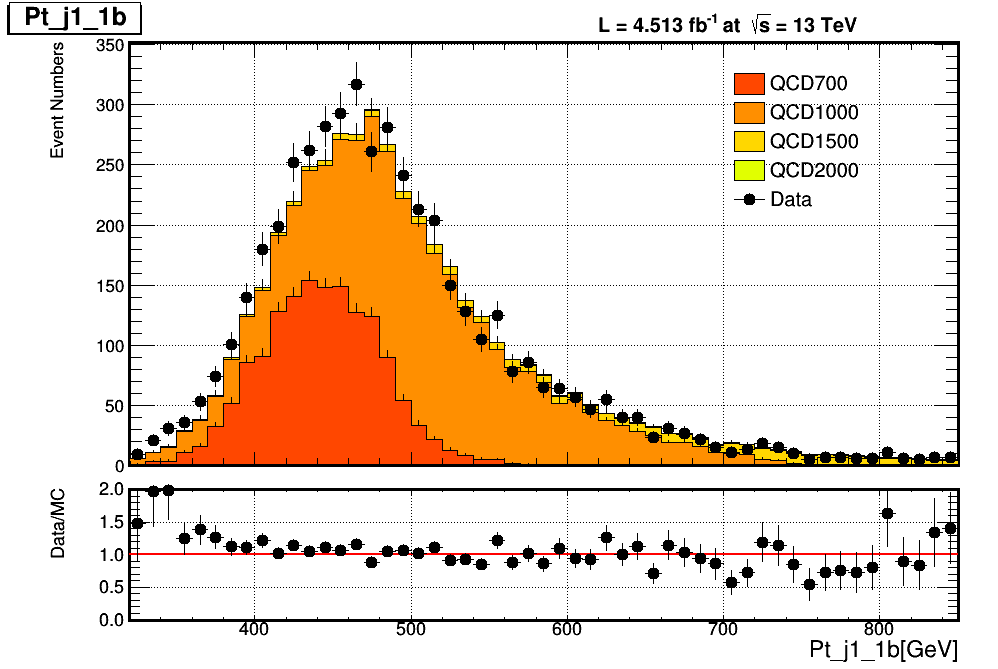 Pt_j1_1b
L = 4.513 fb⁻¹ at √s = 13 TeV
Event Numbers
350
300
250
200
150
100
50
0
QCD700
QCD1000
QCD1500
QCD2000
Data
Data/MC
2.0
1.5
1.0
0.5
0.0
400 500 600 700 800
Pt_j1_1b[GeV]